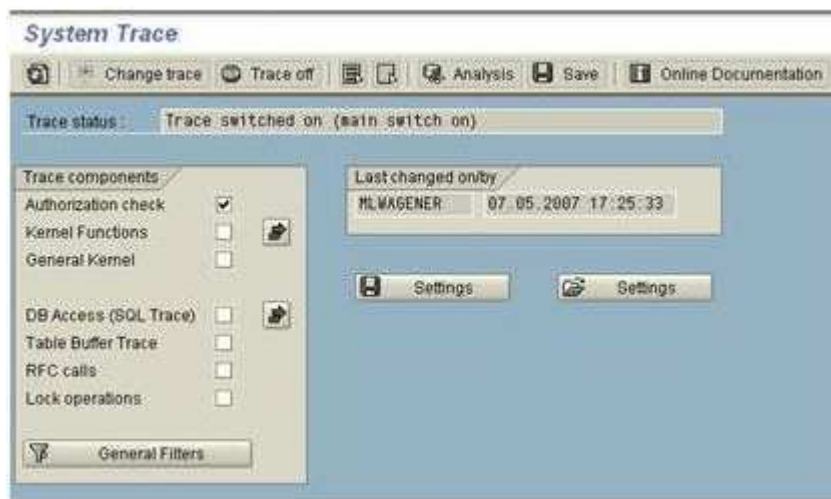 System Trace
Change trace Trace off Analysis Save Online Documentation
Trace status : Trace switched on (main switch on)
Trace components
Authorization check
Kernel Functions
General Kernel
DB Access (SQL Trace)
Table Buffer Trace
RFC calls
Lock operations
General Filters
Last changed on/by
MLWAGENER 07.05.2007 17:25:33
Settings Settings